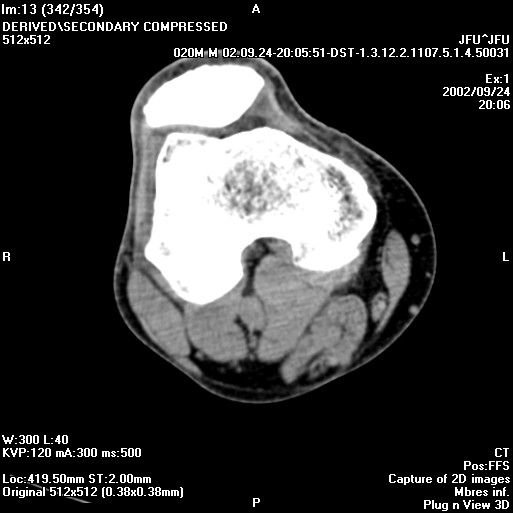 Im:13 (342/354)
A
DERIVED\SECONDARY COMPRESSED
512x512
JFU^JFU
020M-M-02.09.24-20:05:51-DST-1.3.12.2.1107.5.1.4.50031
Ex:1
2002/09/24
20:06
R
L
W:300 L:40
KVP:120 mA:300 ms:500
CT
Pos:FFS
Loc:419.50mm ST:2.00mm
Capture of 2D images
Original 512x512 (0.38x0.38mm)
Mbres inf.
P
Plug n View 3D